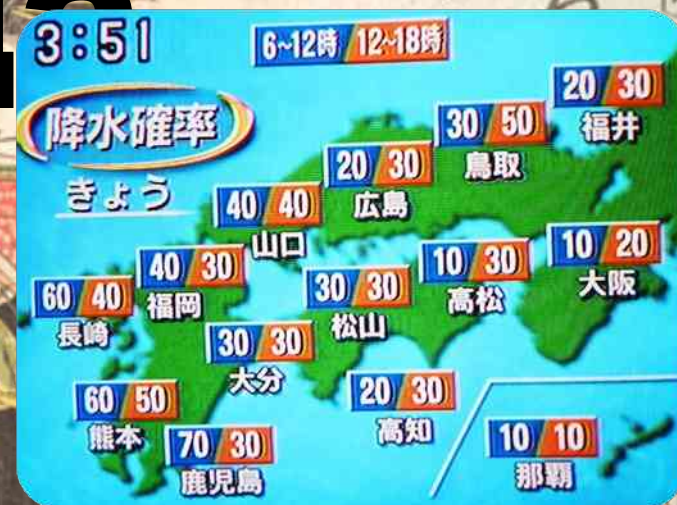 3:51
6~12時 12~18時
降水確率
きょう
20 30
福井
30 50
鳥取
20 30
広島
40 40
山口
10 20
大阪
10 30
高松
30 30
松山
40 30
福岡
60 40
長崎
30 30
大分
20 30
高知
60 50
熊本
70 30
鹿児島
10 10
那覇